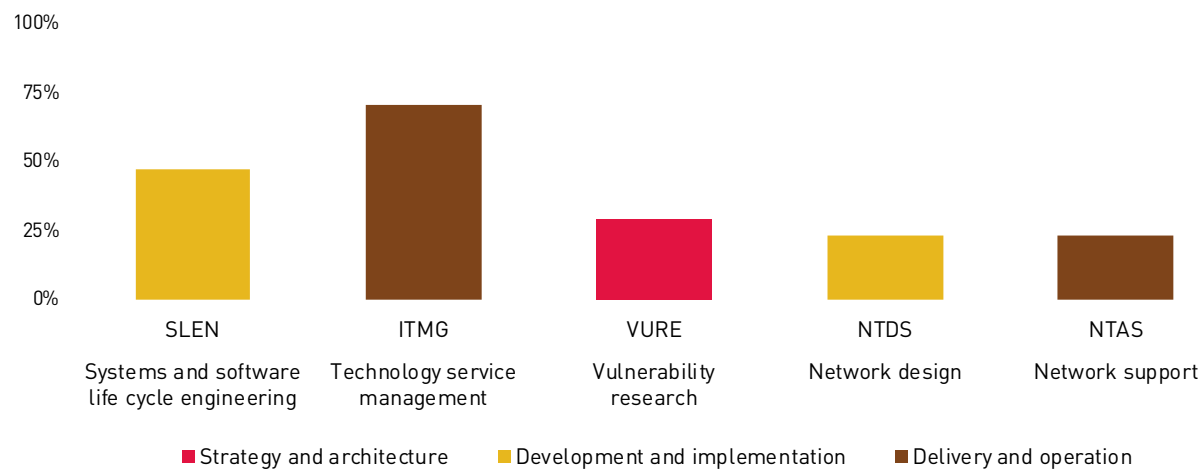 100%
75%
50%
25%
0%
SLEN
ITMG
VURE
NTDS
NTAS
Systems and software
life cycle engineering
Technology service
management
Vulnerability
research
Network design
Network support
Strategy and architecture
Development and implementation
Delivery and operation